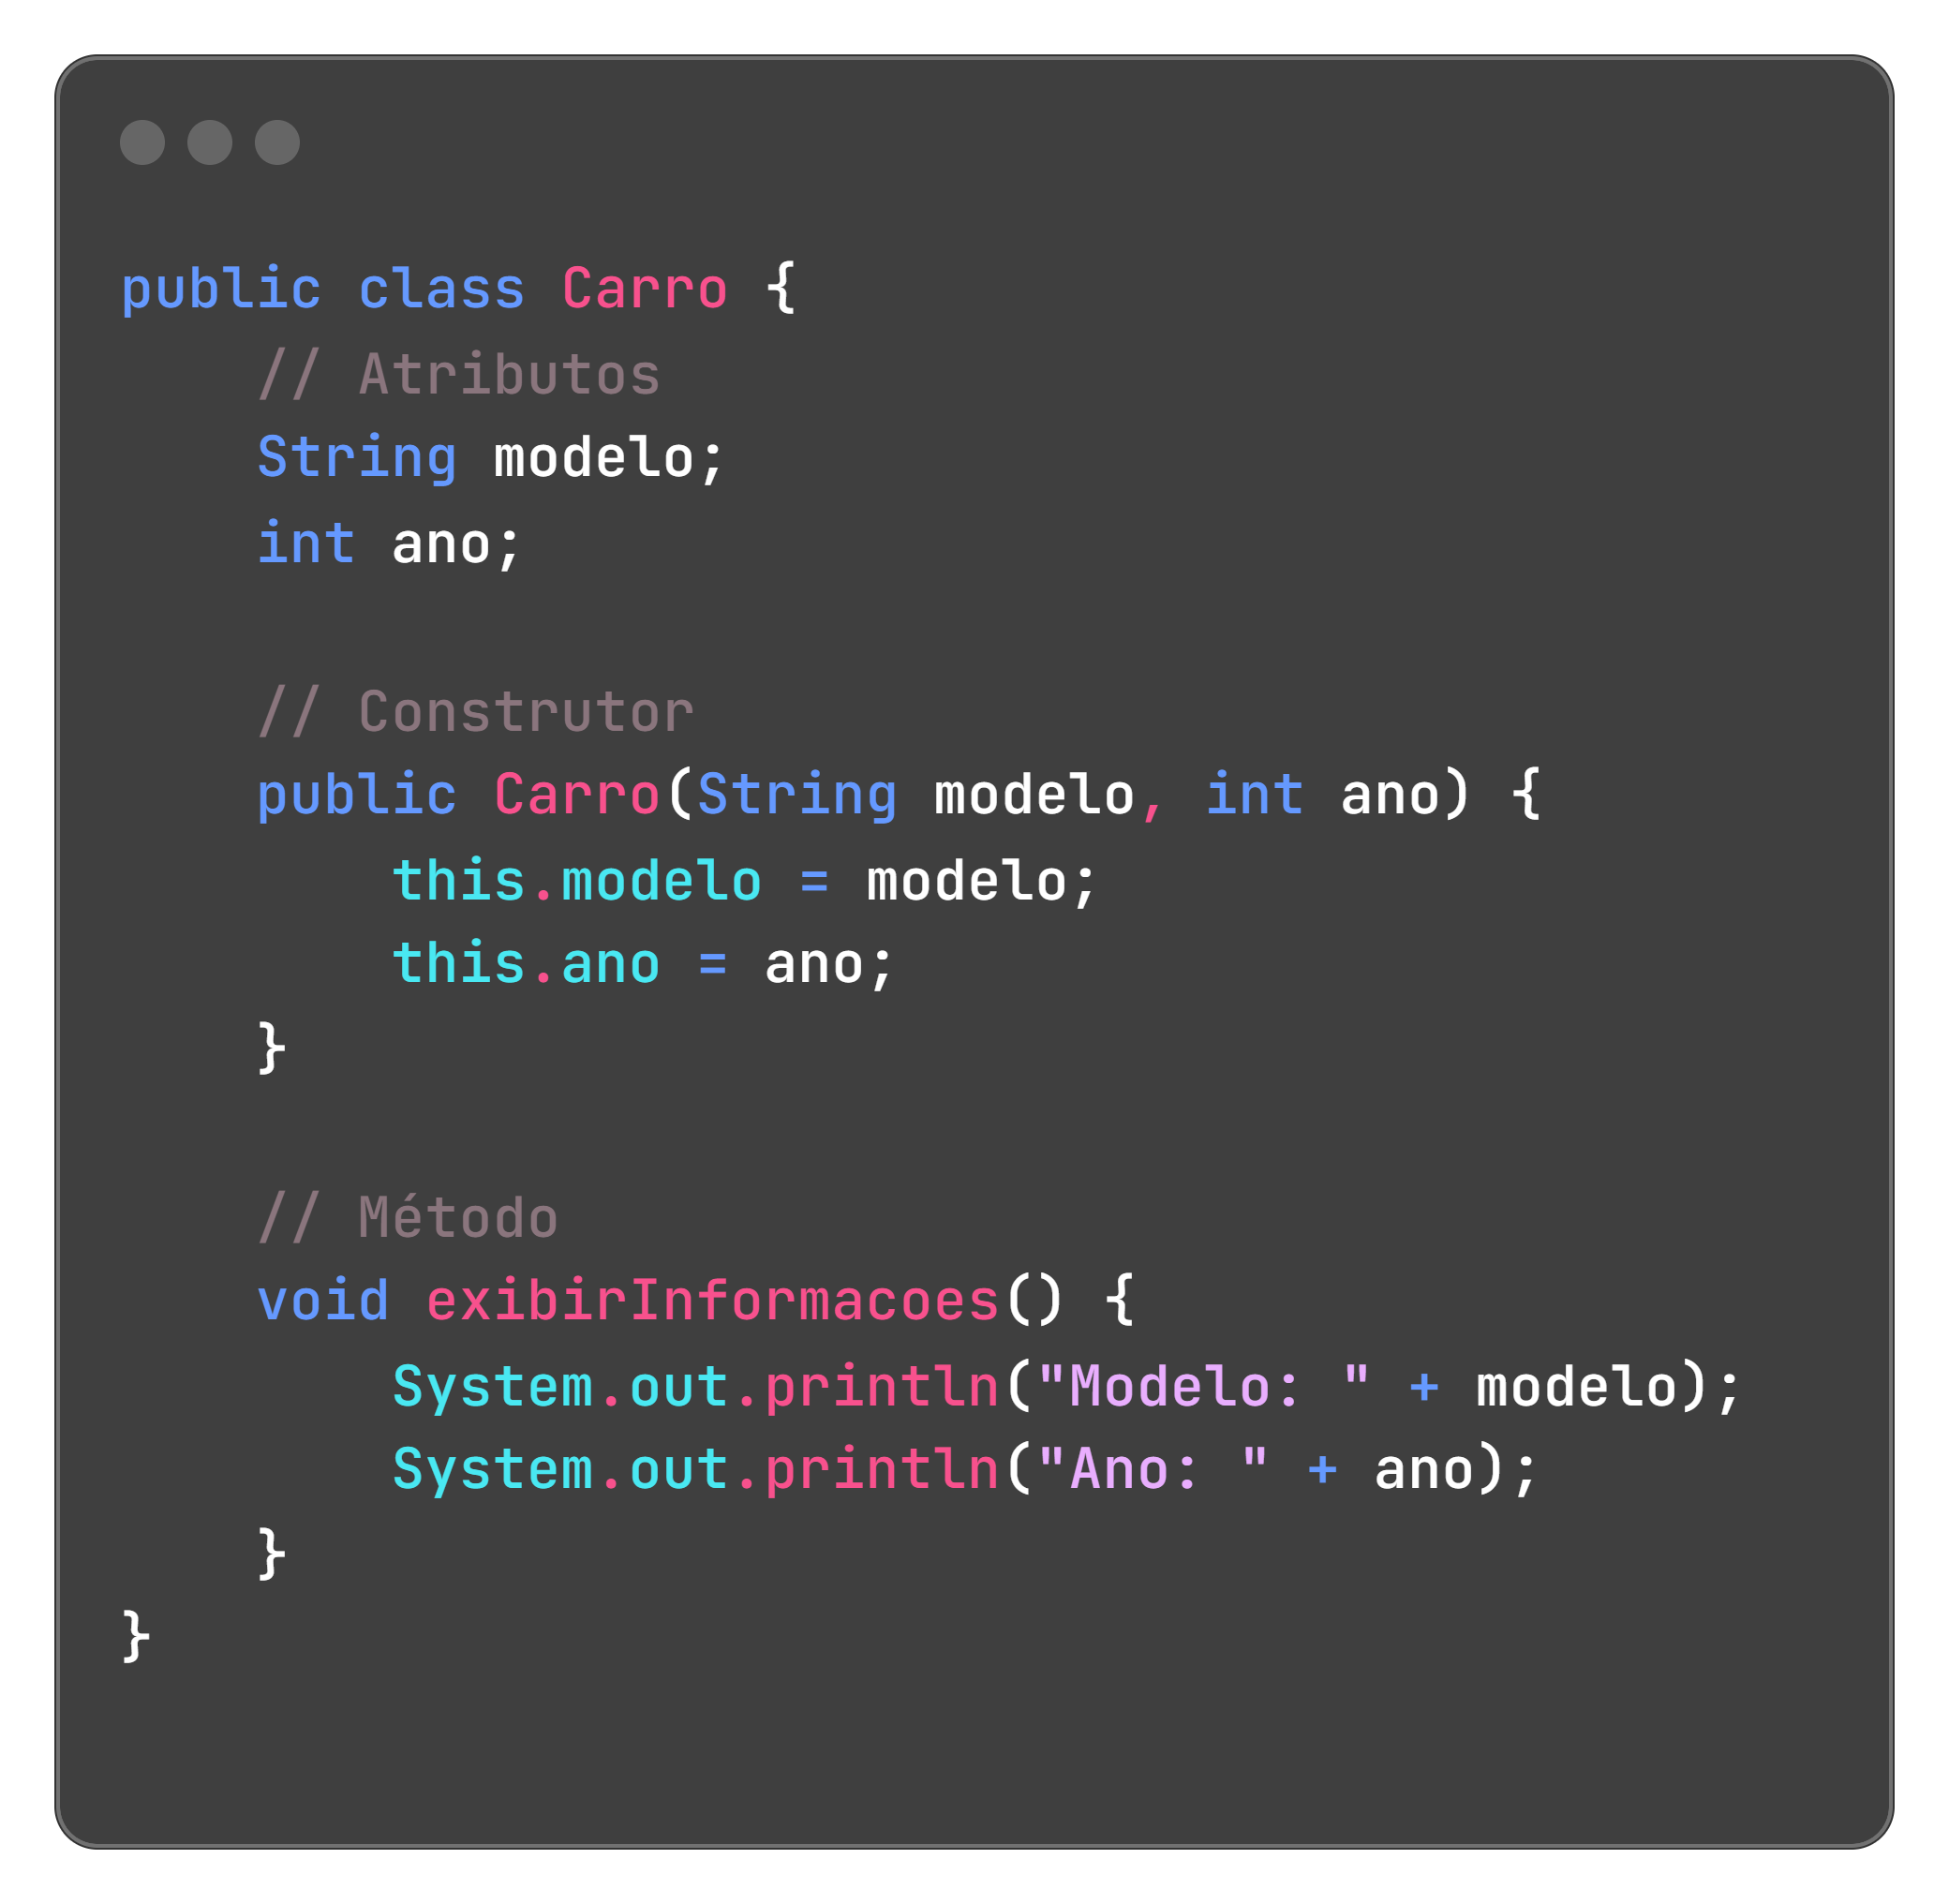 public class Carro {
    // Atributos
    String modelo;
    int ano;

    // Construtor
    public Carro(String modelo, int ano) {
        this.modelo = modelo;
        this.ano = ano;
    }

    // Método
    void exibirInformacoes() {
        System.out.println("Modelo: " + modelo);
        System.out.println("Ano: " + ano);
    }
}